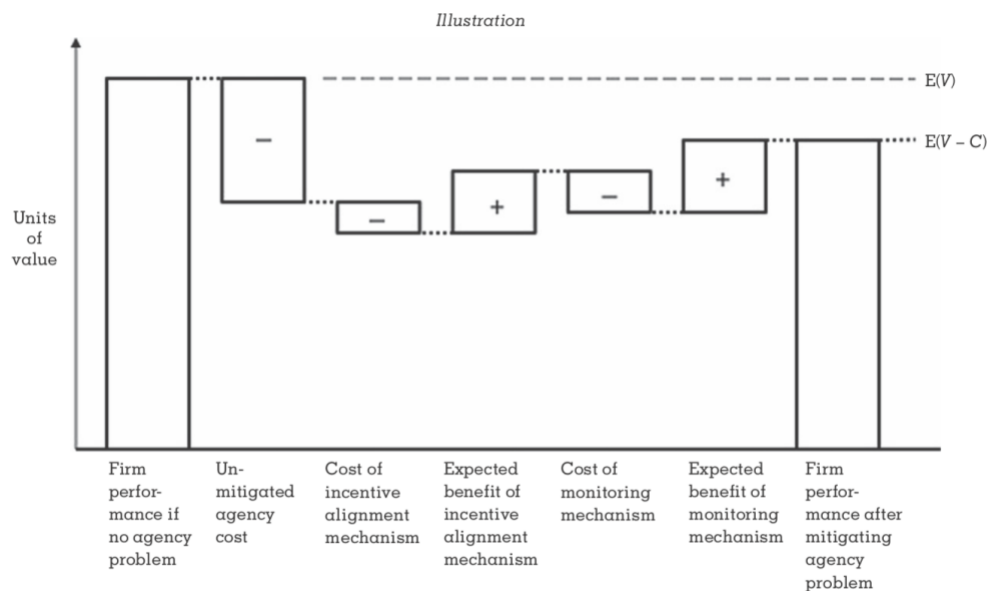 Illustration
E(V)
E(V – C)
Units
of
value
–
–
+
–
+
Firm
perfor-
mance if
no agency
problem
Un-
mitigated
agency
cost
Cost of
incentive
alignment
mechanism
Expected
benefit of
incentive
alignment
mechanism
Cost of
monitoring
mechanism
Expected
benefit of
monitoring
mechanism
Firm
perfor-
mance after
mitigating
agency
problem